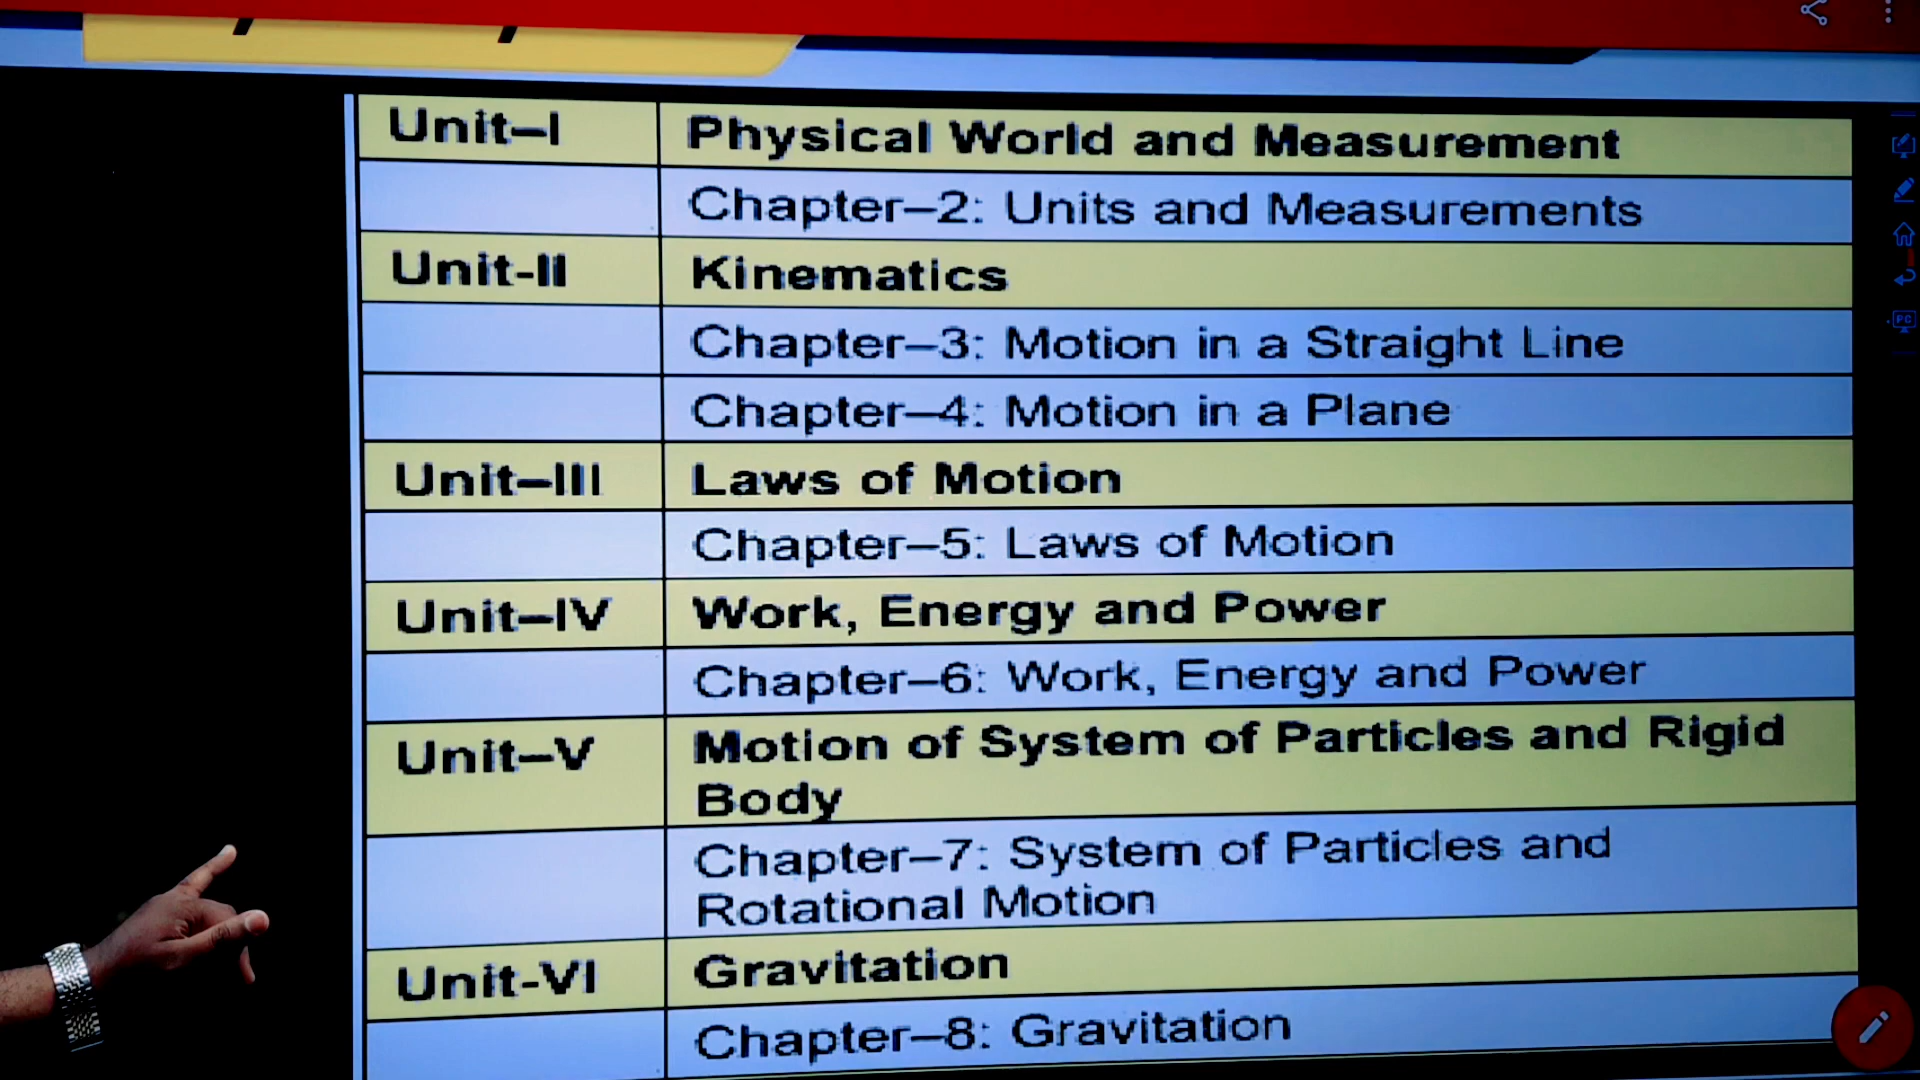 Unit–I Physical World and Measurement
Chapter–2: Units and Measurements
Unit-II Kinematics
Chapter–3: Motion in a Straight Line
Chapter–4: Motion in a Plane
Unit–III Laws of Motion
Chapter–5: Laws of Motion
Unit–IV Work, Energy and Power
Chapter–6: Work, Energy and Power
Unit–V Motion of System of Particles and Rigid
Body
Chapter–7: System of Particles and
Rotational Motion
Unit-VI Gravitation
Chapter–8: Gravitation
PC